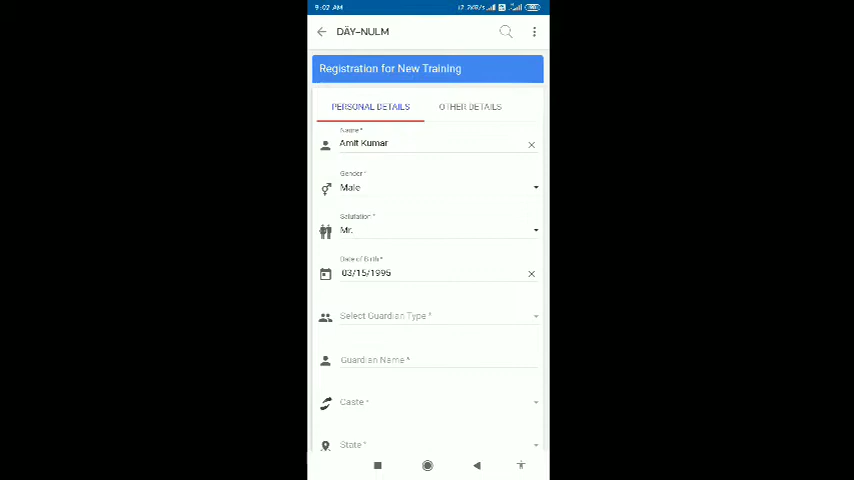 9:02 AM
DAY-NULM
Registration for New Training
PERSONAL DETAILS OTHER DETAILS
Name *
Amit Kumar
Gender *
Male
Salutation *
Mr.
Date of Birth *
03/15/1995
Select Guardian Type *
Guardian Name *
Caste *
State *